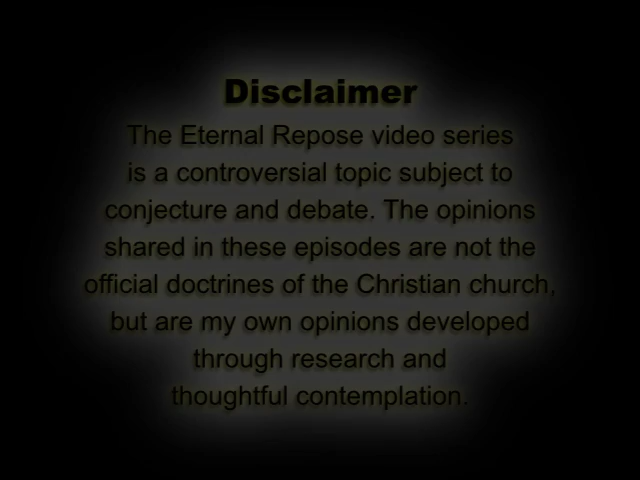 Disclaimer
The Eternal Repose video series
is a controversial topic subject to
conjecture and debate. The opinions
shared in these episodes are not the
official doctrines of the Christian church,
but are my own opinions developed
through research and
thoughtful contemplation.